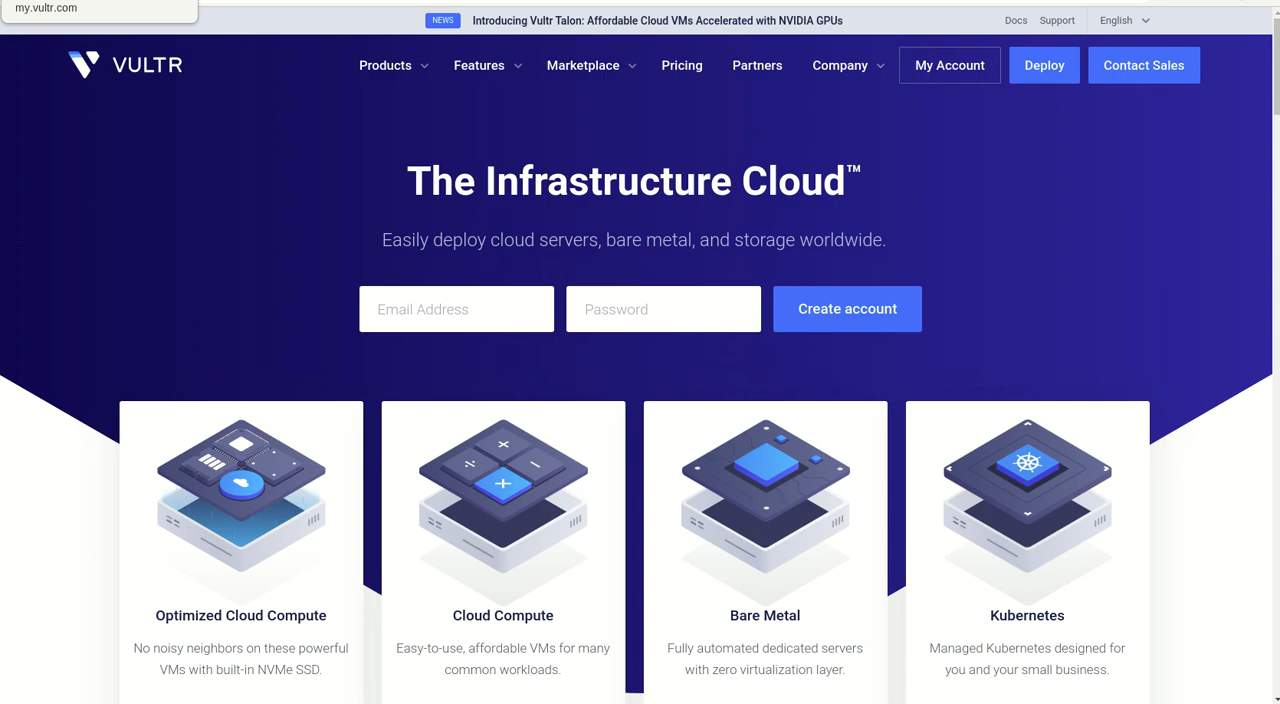 my.vultr.com
NEWS Introducing Vultr Talon: Affordable Cloud VMs Accelerated with NVIDIA GPUs Docs Support English
VULTR Products Features Marketplace Pricing Partners Company My Account Deploy Contact Sales
The Infrastructure Cloud™
Easily deploy cloud servers, bare metal, and storage worldwide.
Email Address Password Create account
Optimized Cloud Compute
No noisy neighbors on these powerful
VMs with built-in NVMe SSD.
Cloud Compute
Easy-to-use, affordable VMs for many
common workloads.
Bare Metal
Fully automated dedicated servers
with zero virtualization layer.
Kubernetes
Managed Kubernetes designed for
you and your small business.